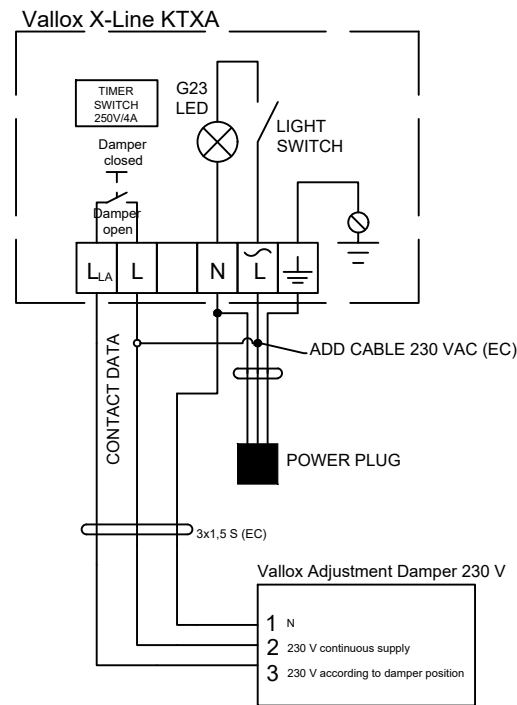 Vallox X-Line KTXA
TIMER
SWITCH
250V/4A
G23
LED
LIGHT
SWITCH
Damper
closed
Damper
open
LLA
L
N
L
ADD CABLE 230 VAC (EC)
CONTACT DATA
POWER PLUG
3x1,5 S (EC)
Vallox Adjustment Damper 230 V
1 N
2 230 V continuous supply
3 230 V according to damper position